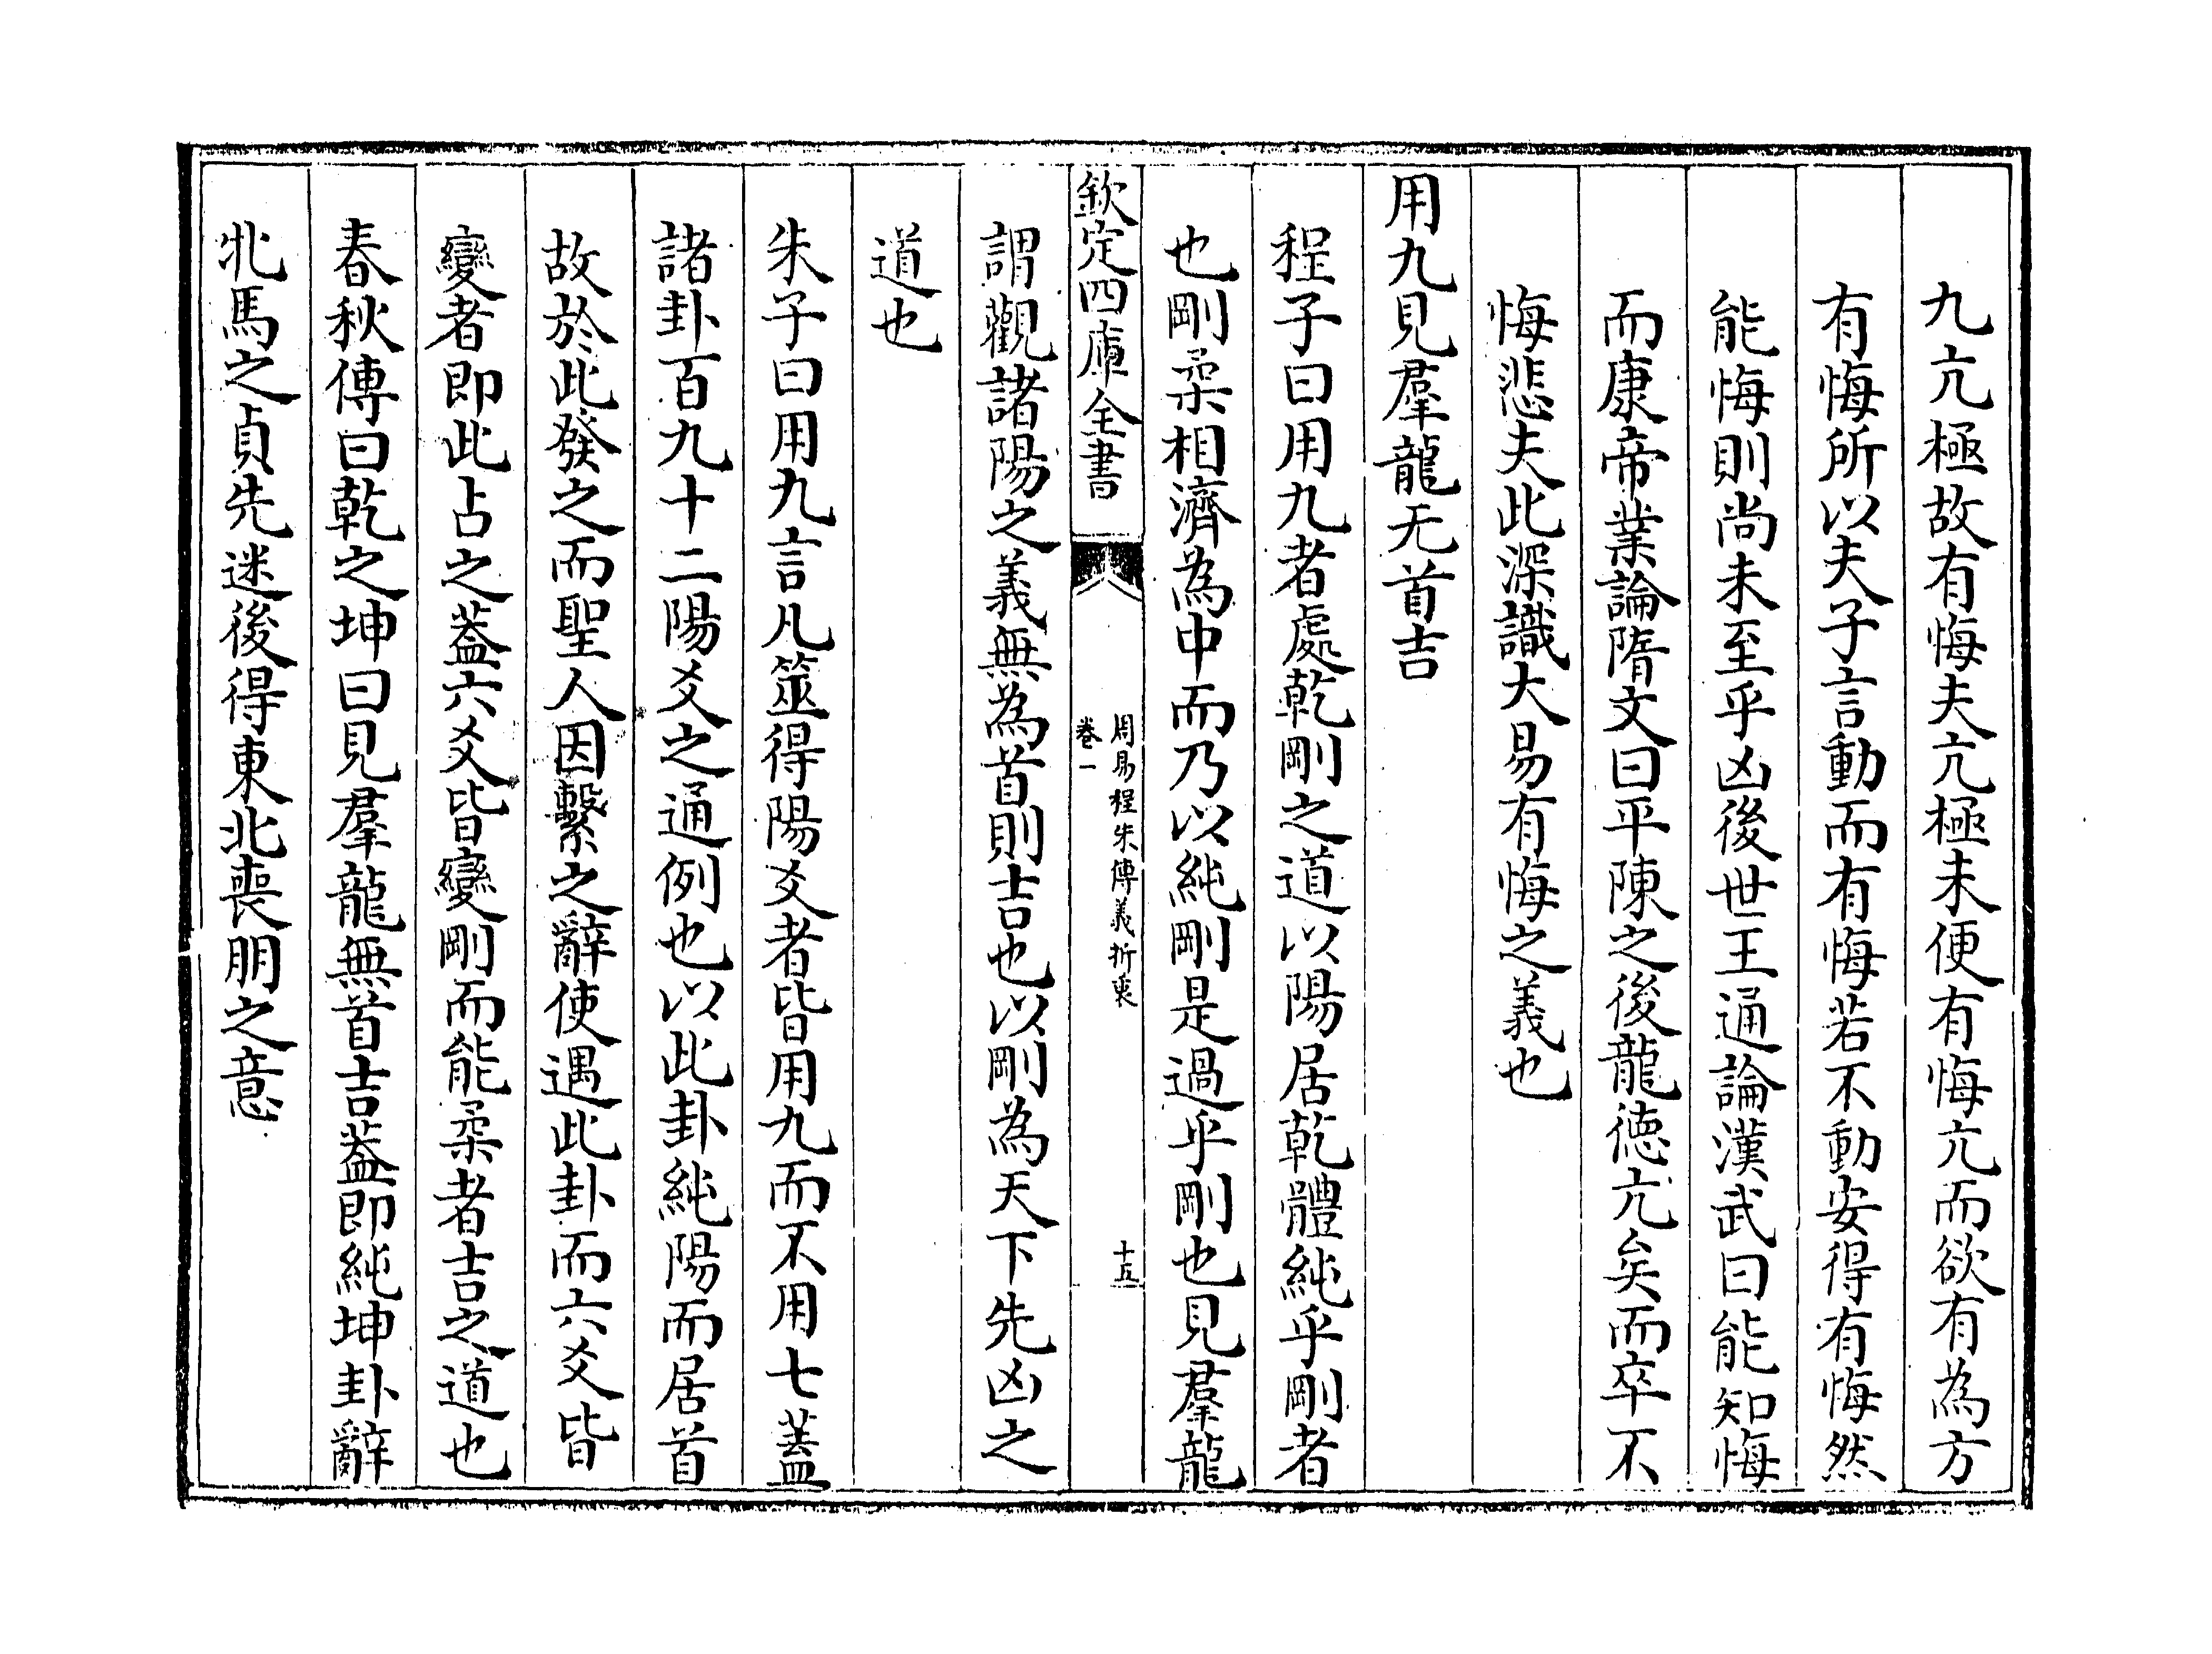 九亢極故有悔夫亢極未便有悔亢而欲有為方
有悔所以夫子言動而有悔若不動安得有悔然
能悔則尚未至乎凶後世王通論漢武曰能知悔
而康帝業論隋文曰平陳之後龍徳亢矣而卒不
悔悲夫此深識大易有悔之義也
用九見羣龍无首吉
程子曰用九者處乾剛之道以陽居乾體純乎剛者
也剛柔相濟為中而乃以純剛是過乎剛也見羣龍
欽定四庫全書
周易程朱傳義折衷
卷一
十五
謂觀諸陽之義無為首則吉也以剛為天下先凶之
道也
朱子曰用九言凡筮得陽爻者皆用九而不用七蓋
諸卦百九十二陽爻之通例也以此卦純陽而居首
故於此發之而聖人因繫之辭使遇此卦而六爻皆
變者即此占之葢六爻皆變剛而能柔者吉之道也
春秋傳曰乾之坤曰見羣龍無首吉葢即純坤卦辭
牝馬之貞先迷後得東北喪朋之意